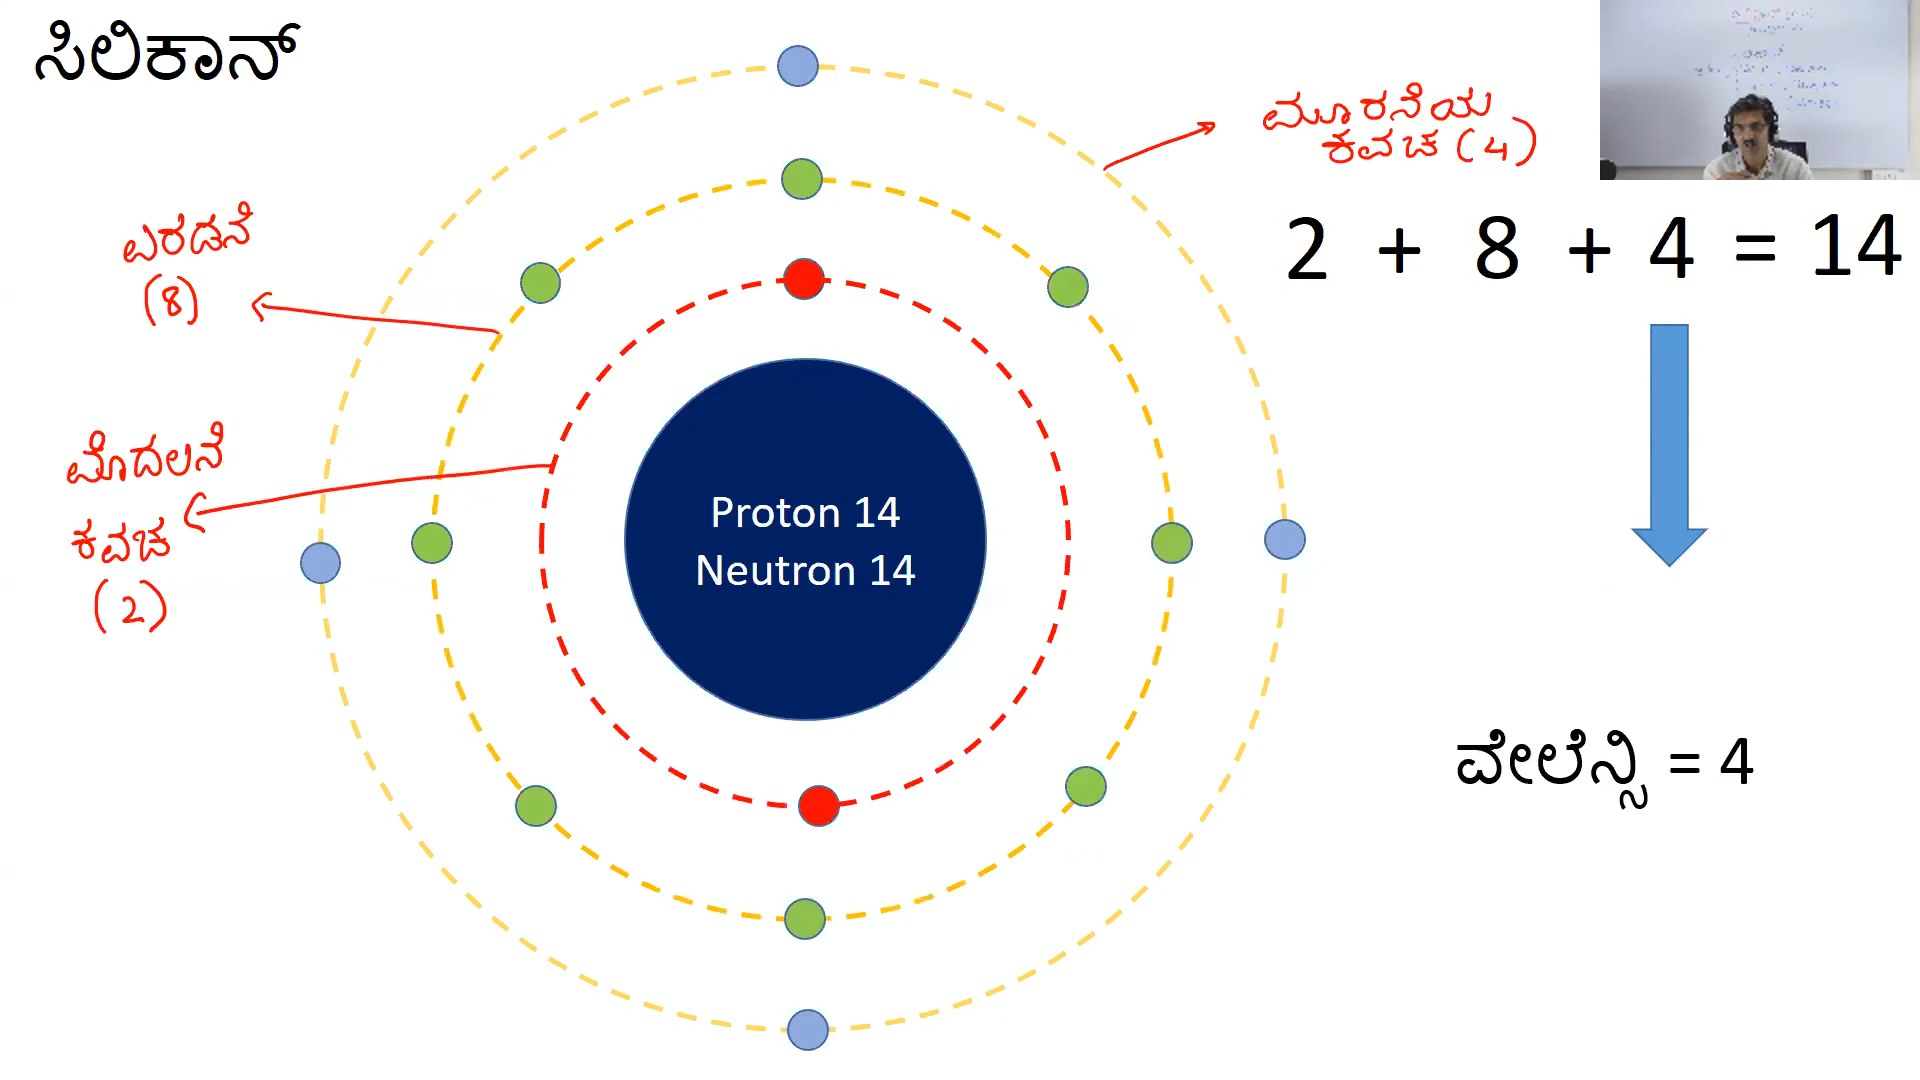 ಸಿಲಿಕಾನ್
ಮೂರನೆಯ
ಕವಚ (4)
2 + 8 + 4 = 14
ಎರಡನೆ
(8)
ಮೊದಲನೆ
ಕವಚ
(2)
Proton 14
Neutron 14
ವೇಲೆನ್ಸಿ = 4